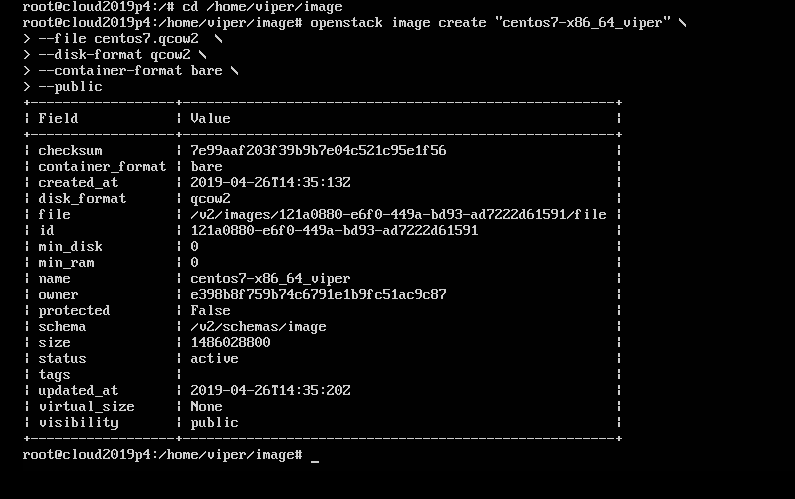 root@cloud2019p4:/# cd /home/viper/image
root@cloud2019p4:/home/viper/image# openstack image create "centos7-x86_64_viper" \
> --file centos7.qcow2  \
> --disk-format qcow2 \
> --container-format bare \
> --public
+------------------+------------------------------------------------------+
| Field            | Value                                                |
+------------------+------------------------------------------------------+
| checksum         | 7e99aaf203f39b9b7e04c521c95e1f56                     |
| container_format | bare                                                 |
| created_at       | 2019-04-26T14:35:13Z                                 |
| disk_format      | qcow2                                                |
| file             | /v2/images/121a0880-e6f0-449a-bd93-ad7222d61591/file |
| id               | 121a0880-e6f0-449a-bd93-ad7222d61591                 |
| min_disk         | 0                                                    |
| min_ram          | 0                                                    |
| name             | centos7-x86_64_viper                                 |
| owner            | e398b8f759b74c6791e1b9fc51ac9c87                     |
| protected        | False                                                |
| schema           | /v2/schemas/image                                    |
| size             | 1486028800                                           |
| status           | active                                               |
| tags             |                                                      |
| updated_at       | 2019-04-26T14:35:20Z                                 |
| virtual_size     | None                                                 |
| visibility       | public                                               |
+------------------+------------------------------------------------------+
root@cloud2019p4:/home/viper/image# _